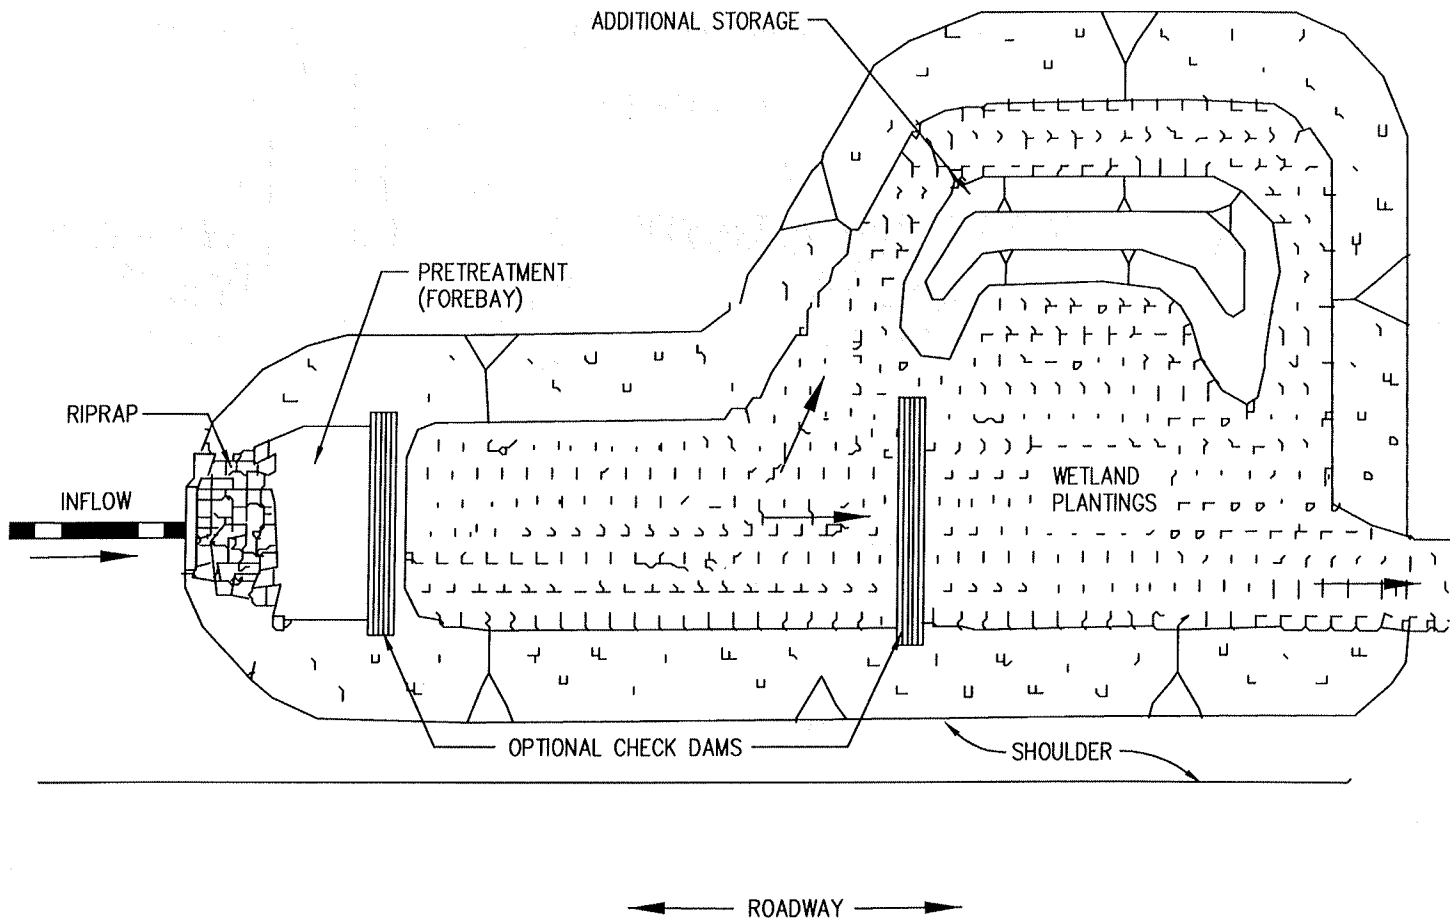 ADDITIONAL STORAGE
PRETREATMENT
(FOREBAY)
RIPRAP
INFLOW
WETLAND
PLANTINGS
OPTIONAL CHECK DAMS
SHOULDER
ROADWAY